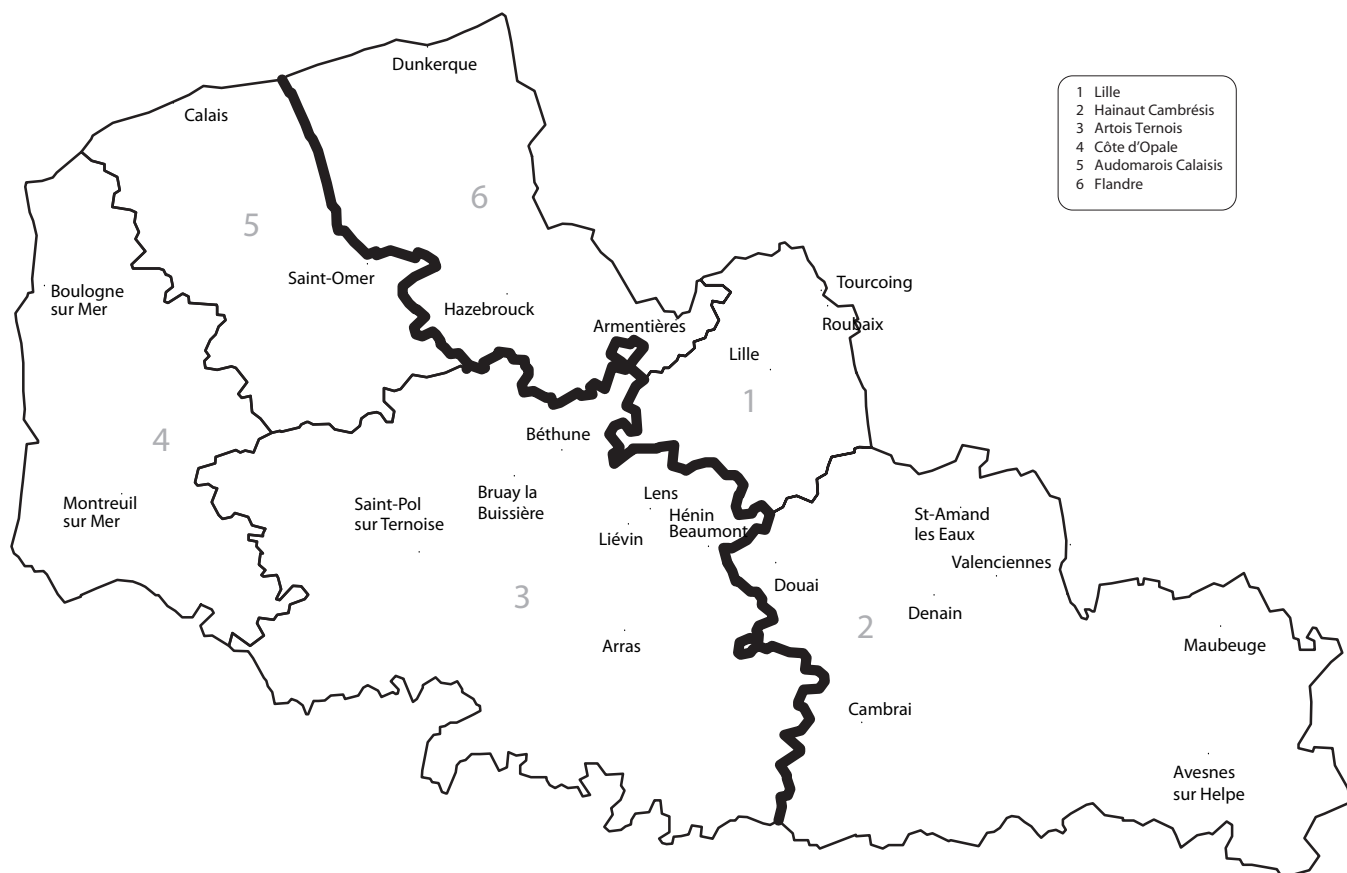 Dunkerque
Calais
1 Lille
2 Hainaut Cambrésis
3 Artois Ternois
4 Côte d'Opale
5 Audomarois Calaisis
6 Flandre
6
5
Saint-Omer
Tourcoing
Boulogne
sur Mer
Hazebrouck
Armentières
Roubaix
Lille
1
4
Béthune
Montreuil
sur Mer
Saint-Pol
sur Ternoise
Bruay la
Buissière
Lens
Hénin
Beaumont
Liévin
St-Amand
les Eaux
Valenciennes
Douai
3
2
Denain
Arras
Maubeuge
Cambrai
Avesnes
sur Helpe